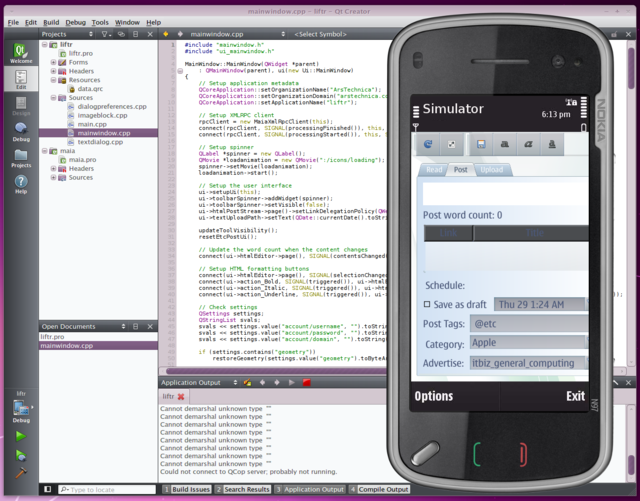 mainwindow.cpp - liftr - Qt Creator
File Edit Build Debug Tools Window Help
Projects
mainwindow.cpp
<Select Symbol>
Welcome
Edit
Design
Debug
Projects
Help
liftr
liftr.pro
Forms
Headers
Resources
data.qrc
Sources
dialogpreferences.cpp
imageblock.cpp
main.cpp
mainwindow.cpp
textdialog.cpp
maia
maia.pro
Headers
Sources
#include "mainwindow.h"
#include "ui_mainwindow.h"
MainWindow::MainWindow(QWidget *parent)
: QMainWindow(parent), ui(new Ui::MainWindow)
{
// Setup application metadata
QCoreApplication::setOrganizationName("ArsTechnica");
QCoreApplication::setOrganizationDomain("arstechnica.co
QCoreApplication::setApplicationName("liftr");
// Setup XMLRPC client
rpcClient = new MaiaXmlRpcClient(this);
connect(rpcClient, SIGNAL(processingFinished()), this,
connect(rpcClient, SIGNAL(processingStarted()), this,
// Setup spinner
QLabel *spinner = new QLabel();
QMovie *loadanimation = new QMovie(":/icons/loading");
spinner->setMovie(loadanimation);
loadanimation->start();
// Setup the user interface
ui->setupUi(this);
ui->toolbarSpinner->addWidget(spinner);
ui->toolbarSpinner->setVisible(false);
ui->htmlPostStream->page()->setLinkDelegationPolicy(QW
ui->textUploadPath->setText(QDate::currentDate().toStr
updateToolVisibility();
resetEtcPostUi();
// Update the word count when the content changes
connect(ui->htmlEditor->page(), SIGNAL(contentsChanged
// Setup HTML formatting buttons
connect(ui->htmlEditor->page(), SIGNAL(selectionChange
connect(ui->action_Bold, SIGNAL(triggered()), ui->html
connect(ui->action_Italic, SIGNAL(triggered()), ui->ht
connect(ui->action_Underline, SIGNAL(triggered()), ui-
// Check settings
QSettings settings;
QStringList svals;
svals << settings.value("account/username", "").toStri
svals << settings.value("account/password", "").toStri
svals << settings.value("account/domain", "").toString
if (settings.contains("geometry"))
restoreGeometry(settings.value("geometry").toByteAr
Open Documents
liftr.pro
mainwindow.cpp
liftr
Debug
Application Output
liftr
Cannot demarshal unknown type ""
Cannot demarshal unknown type ""
Cannot demarshal unknown type ""
Cannot demarshal unknown type ""
Cannot demarshal unknown type ""
Cannot demarshal unknown type ""
Cannot demarshal unknown type ""
Could not connect to QCop server; probably not running.
Type to locate
1 Build Issues 2 Search Results 3 Application Output 4 Compile Output
Simulator
6:13 pm
NOKIA
Read Post Upload
Post word count: 0
Link
Title
Schedule:
Save as draft Thu 29 1:24 AM
Post Tags: @etc
Category: Apple
Advertise: itbiz_general_computing
Options Exit
N97